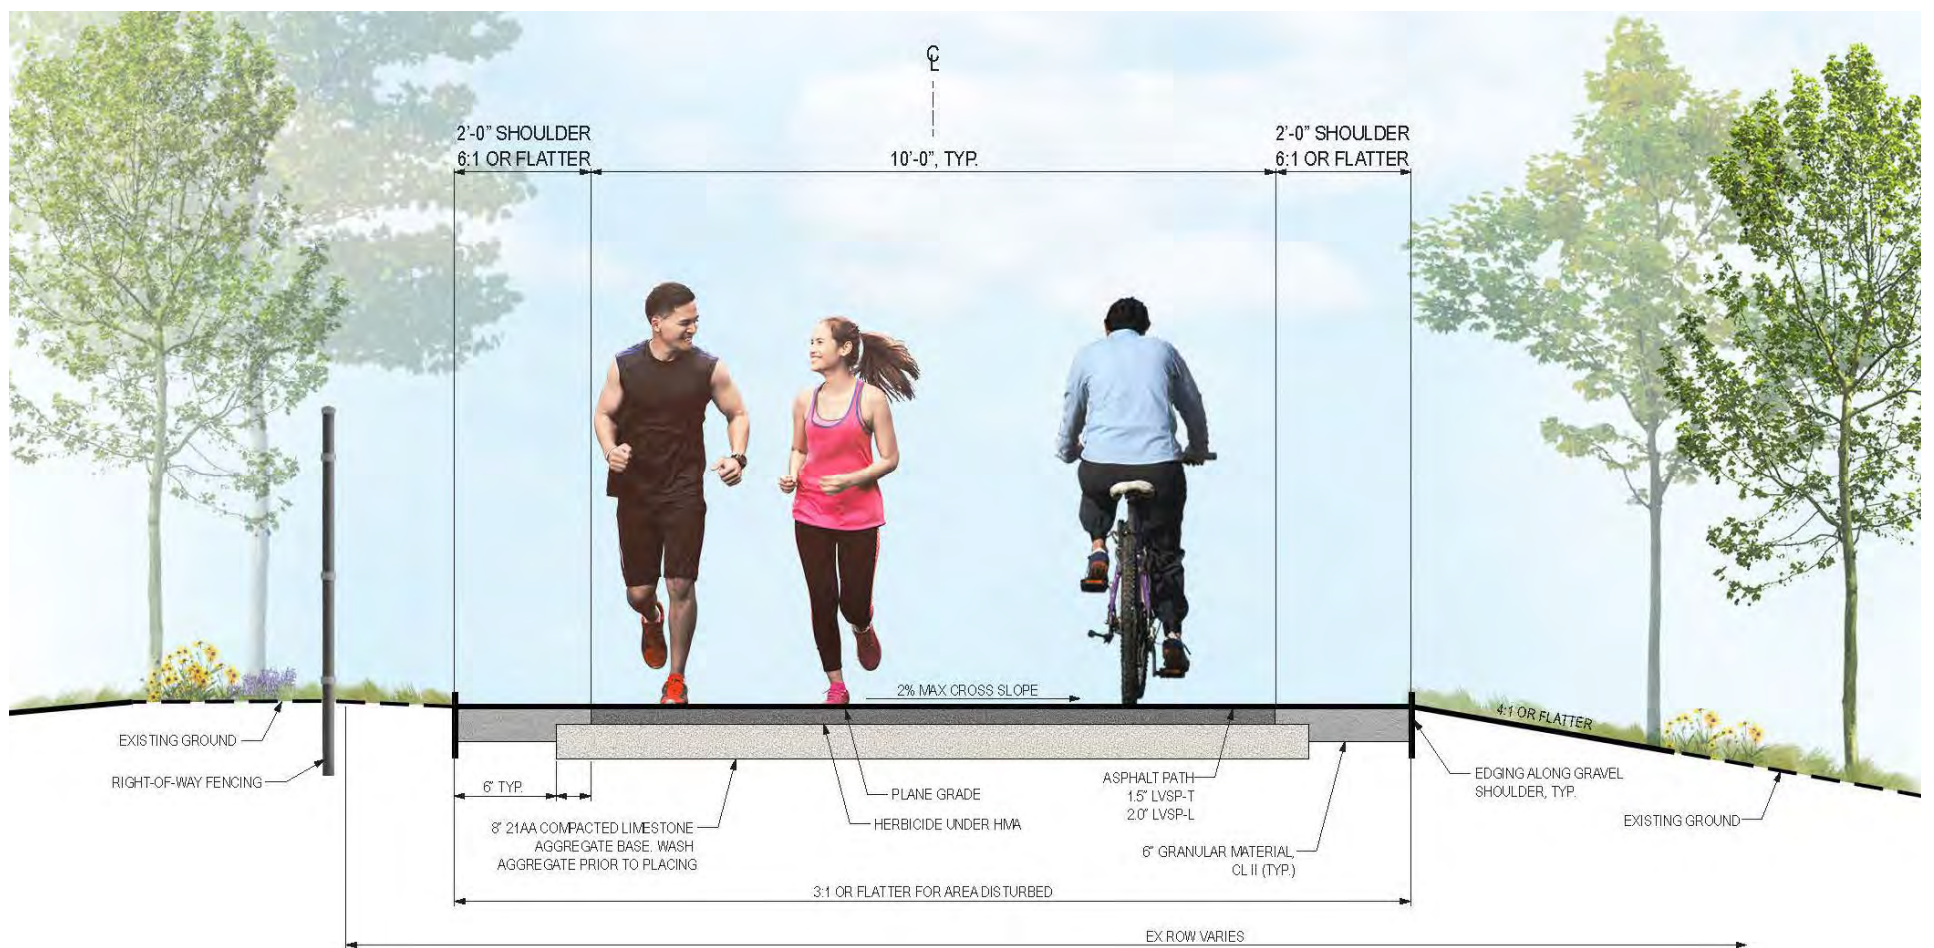 ℄
2'-0" SHOULDER
6:1 OR FLATTER
10'-0", TYP.
2'-0" SHOULDER
6:1 OR FLATTER
2% MAX CROSS SLOPE
4:1 OR FLATTER
EXISTING GROUND
RIGHT-OF-WAY FENCING
6" TYP.
8" 21AA COMPACTED LIMESTONE
AGGREGATE BASE. WASH
AGGREGATE PRIOR TO PLACING
PLANE GRADE
HERBICIDE UNDER HMA
ASPHALT PATH
1.5" LVSP-T
2.0" LVSP-L
6" GRANULAR MATERIAL,
CL II (TYP.)
EDGING ALONG GRAVEL
SHOULDER, TYP.
EXISTING GROUND
3:1 OR FLATTER FOR AREA DISTURBED
EX ROW VARIES